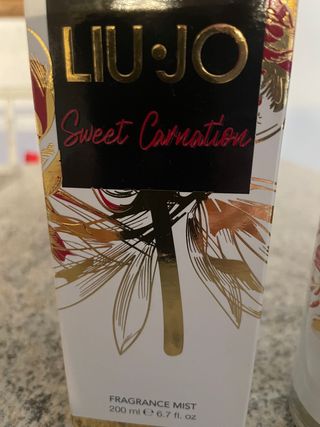 LIU·JO
Sweet Carnation
FRAGRANCE MIST
200 ml ℮ 6.7 fl. oz